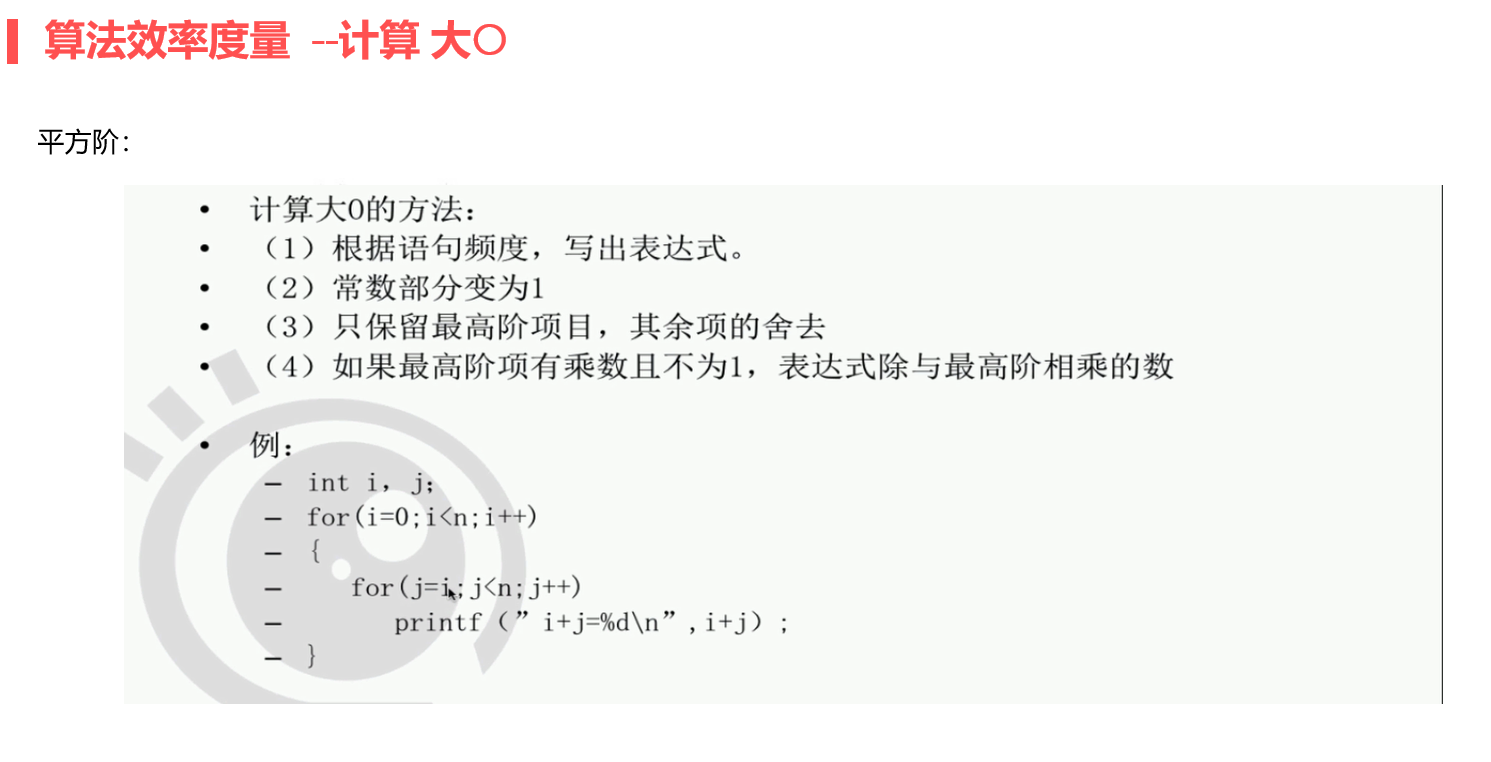 算法效率度量 --计算 大O
平方阶：
• 计算大O的方法：
• （1）根据语句频度，写出表达式。
• （2）常数部分变为1
• （3）只保留最高阶项目，其余项的舍去
• （4）如果最高阶项有乘数且不为1，表达式除与最高阶相乘的数
• 例：
– int i, j;
– for(i=0;i<n;i++)
– {
– for(j=i;j<n;j++)
– printf（” i+j=%d\n”,i+j）;
– }